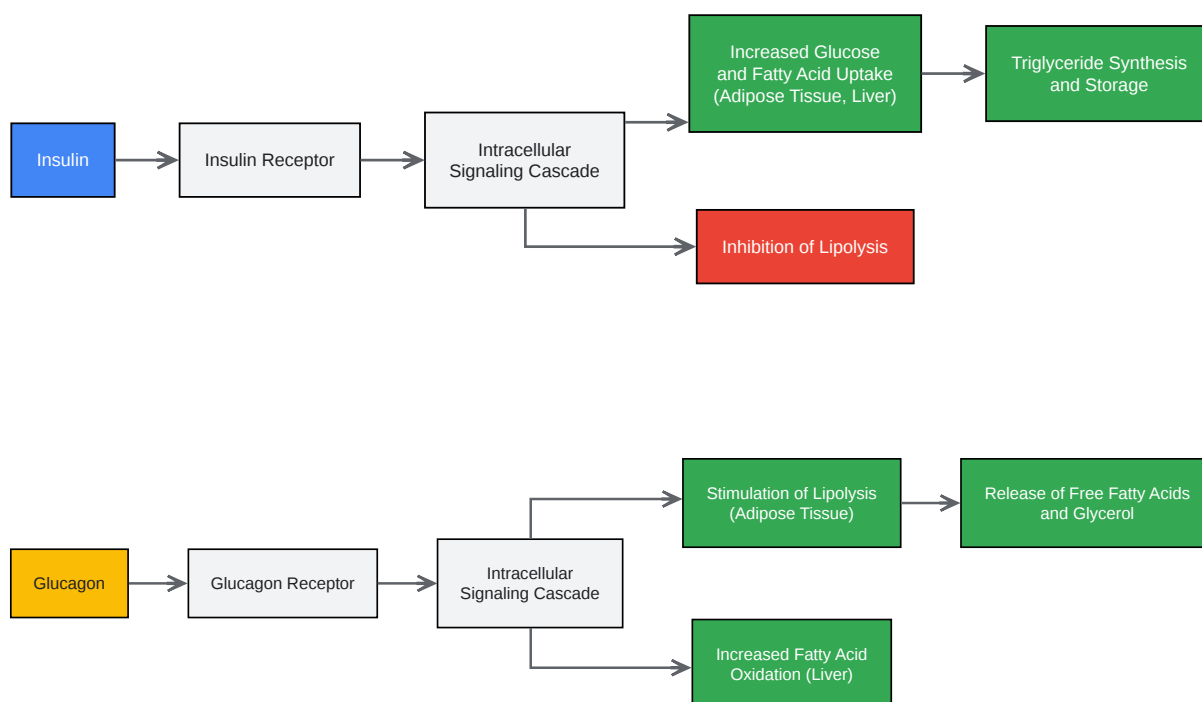 Insulin
Insulin Receptor
Intracellular
Signaling Cascade
Increased Glucose
and Fatty Acid Uptake
(Adipose Tissue, Liver)
Triglyceride Synthesis
and Storage
Inhibition of Lipolysis
Glucagon
Glucagon Receptor
Intracellular
Signaling Cascade
Stimulation of Lipolysis
(Adipose Tissue)
Release of Free Fatty Acids
and Glycerol
Increased Fatty Acid
Oxidation (Liver)